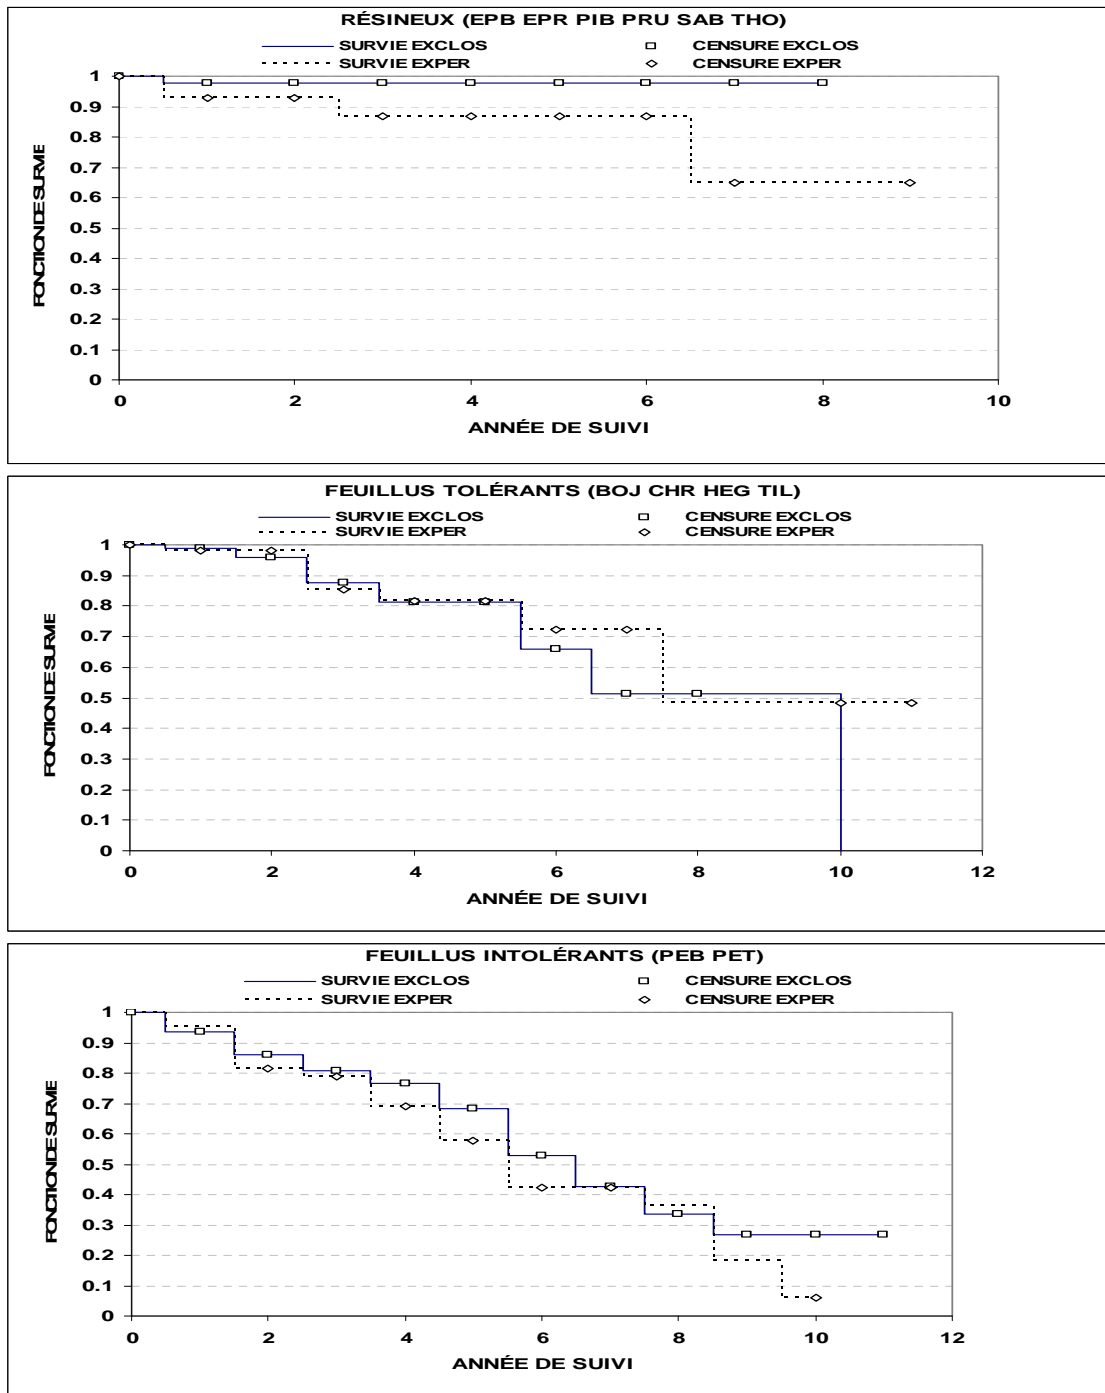 RÉSINEUX (EPB EPR PIB PRU SAB THO)
SURVIE EXCLOS CENSURE EXCLOS
SURVIE EXPER CENSURE EXPER
1
0.9
0.8
0.7
0.6
0.5
0.4
0.3
0.2
0.1
0
FONCTION DE SURVIE
0 2 4 6 8 10
ANNÉE DE SUIVI
FEUILLUS TOLÉRANTS (BOJ CHR HEG TIL)
SURVIE EXCLOS CENSURE EXCLOS
SURVIE EXPER CENSURE EXPER
1
0.9
0.8
0.7
0.6
0.5
0.4
0.3
0.2
0.1
0
FONCTION DE SURVIE
0 2 4 6 8 10 12
ANNÉE DE SUIVI
FEUILLUS INTOLÉRANTS (PEB PET)
SURVIE EXCLOS CENSURE EXCLOS
SURVIE EXPER CENSURE EXPER
1
0.9
0.8
0.7
0.6
0.5
0.4
0.3
0.2
0.1
0
FONCTION DE SURVIE
0 2 4 6 8 10 12
ANNÉE DE SUIVI